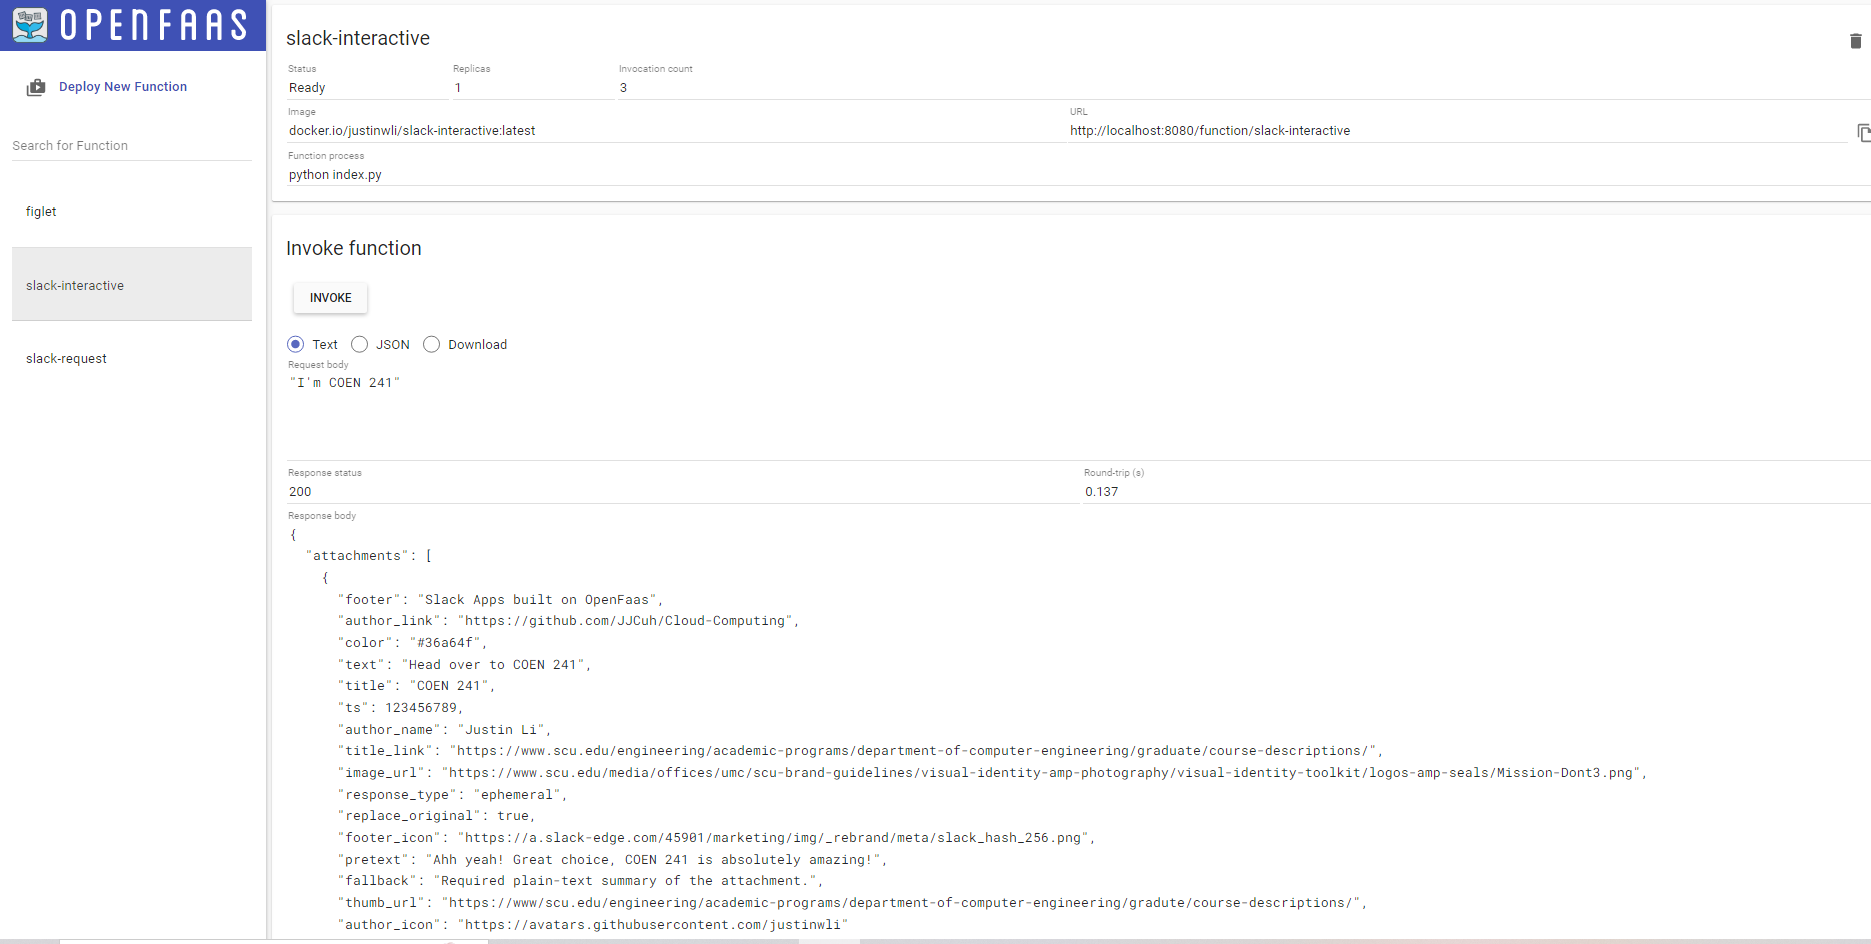 OPENFAAS
Deploy New Function
Search for Function
figlet
slack-interactive
slack-request
slack-interactive
Status Replicas Invocation count
Ready 1 3
Image URL
docker.io/justinwli/slack-interactive:latest http://localhost:8080/function/slack-interactive
Function process
python index.py
Invoke function
INVOKE
Text JSON Download
Request body
"I'm COEN 241"
Response status Round-trip (s)
200 0.137
Response body
{
"attachments": [
{
"footer": "Slack Apps built on OpenFaas",
"author_link": "https://github.com/JJCuh/Cloud-Computing",
"color": "#36a64f",
"text": "Head over to COEN 241",
"title": "COEN 241",
"ts": 123456789,
"author_name": "Justin Li",
"title_link": "https://www.scu.edu/engineering/academic-programs/department-of-computer-engineering/graduate/course-descriptions/",
"image_url": "https://www.scu.edu/media/offices/umc/scu-brand-guidelines/visual-identity-amp-photography/visual-identity-toolkit/logos-amp-seals/Mission-Dont3.png",
"response_type": "ephemeral",
"replace_original": true,
"footer_icon": "https://a.slack-edge.com/45901/marketing/img/_rebrand/meta/slack_hash_256.png",
"pretext": "Ahh yeah! Great choice, COEN 241 is absolutely amazing!",
"fallback": "Required plain-text summary of the attachment.",
"thumb_url": "https://www/scu.edu/engineering/academic-programs/department-of-computer-engineering/gradute/course-descriptions/",
"author_icon": "https://avatars.githubusercontent.com/justinwli"